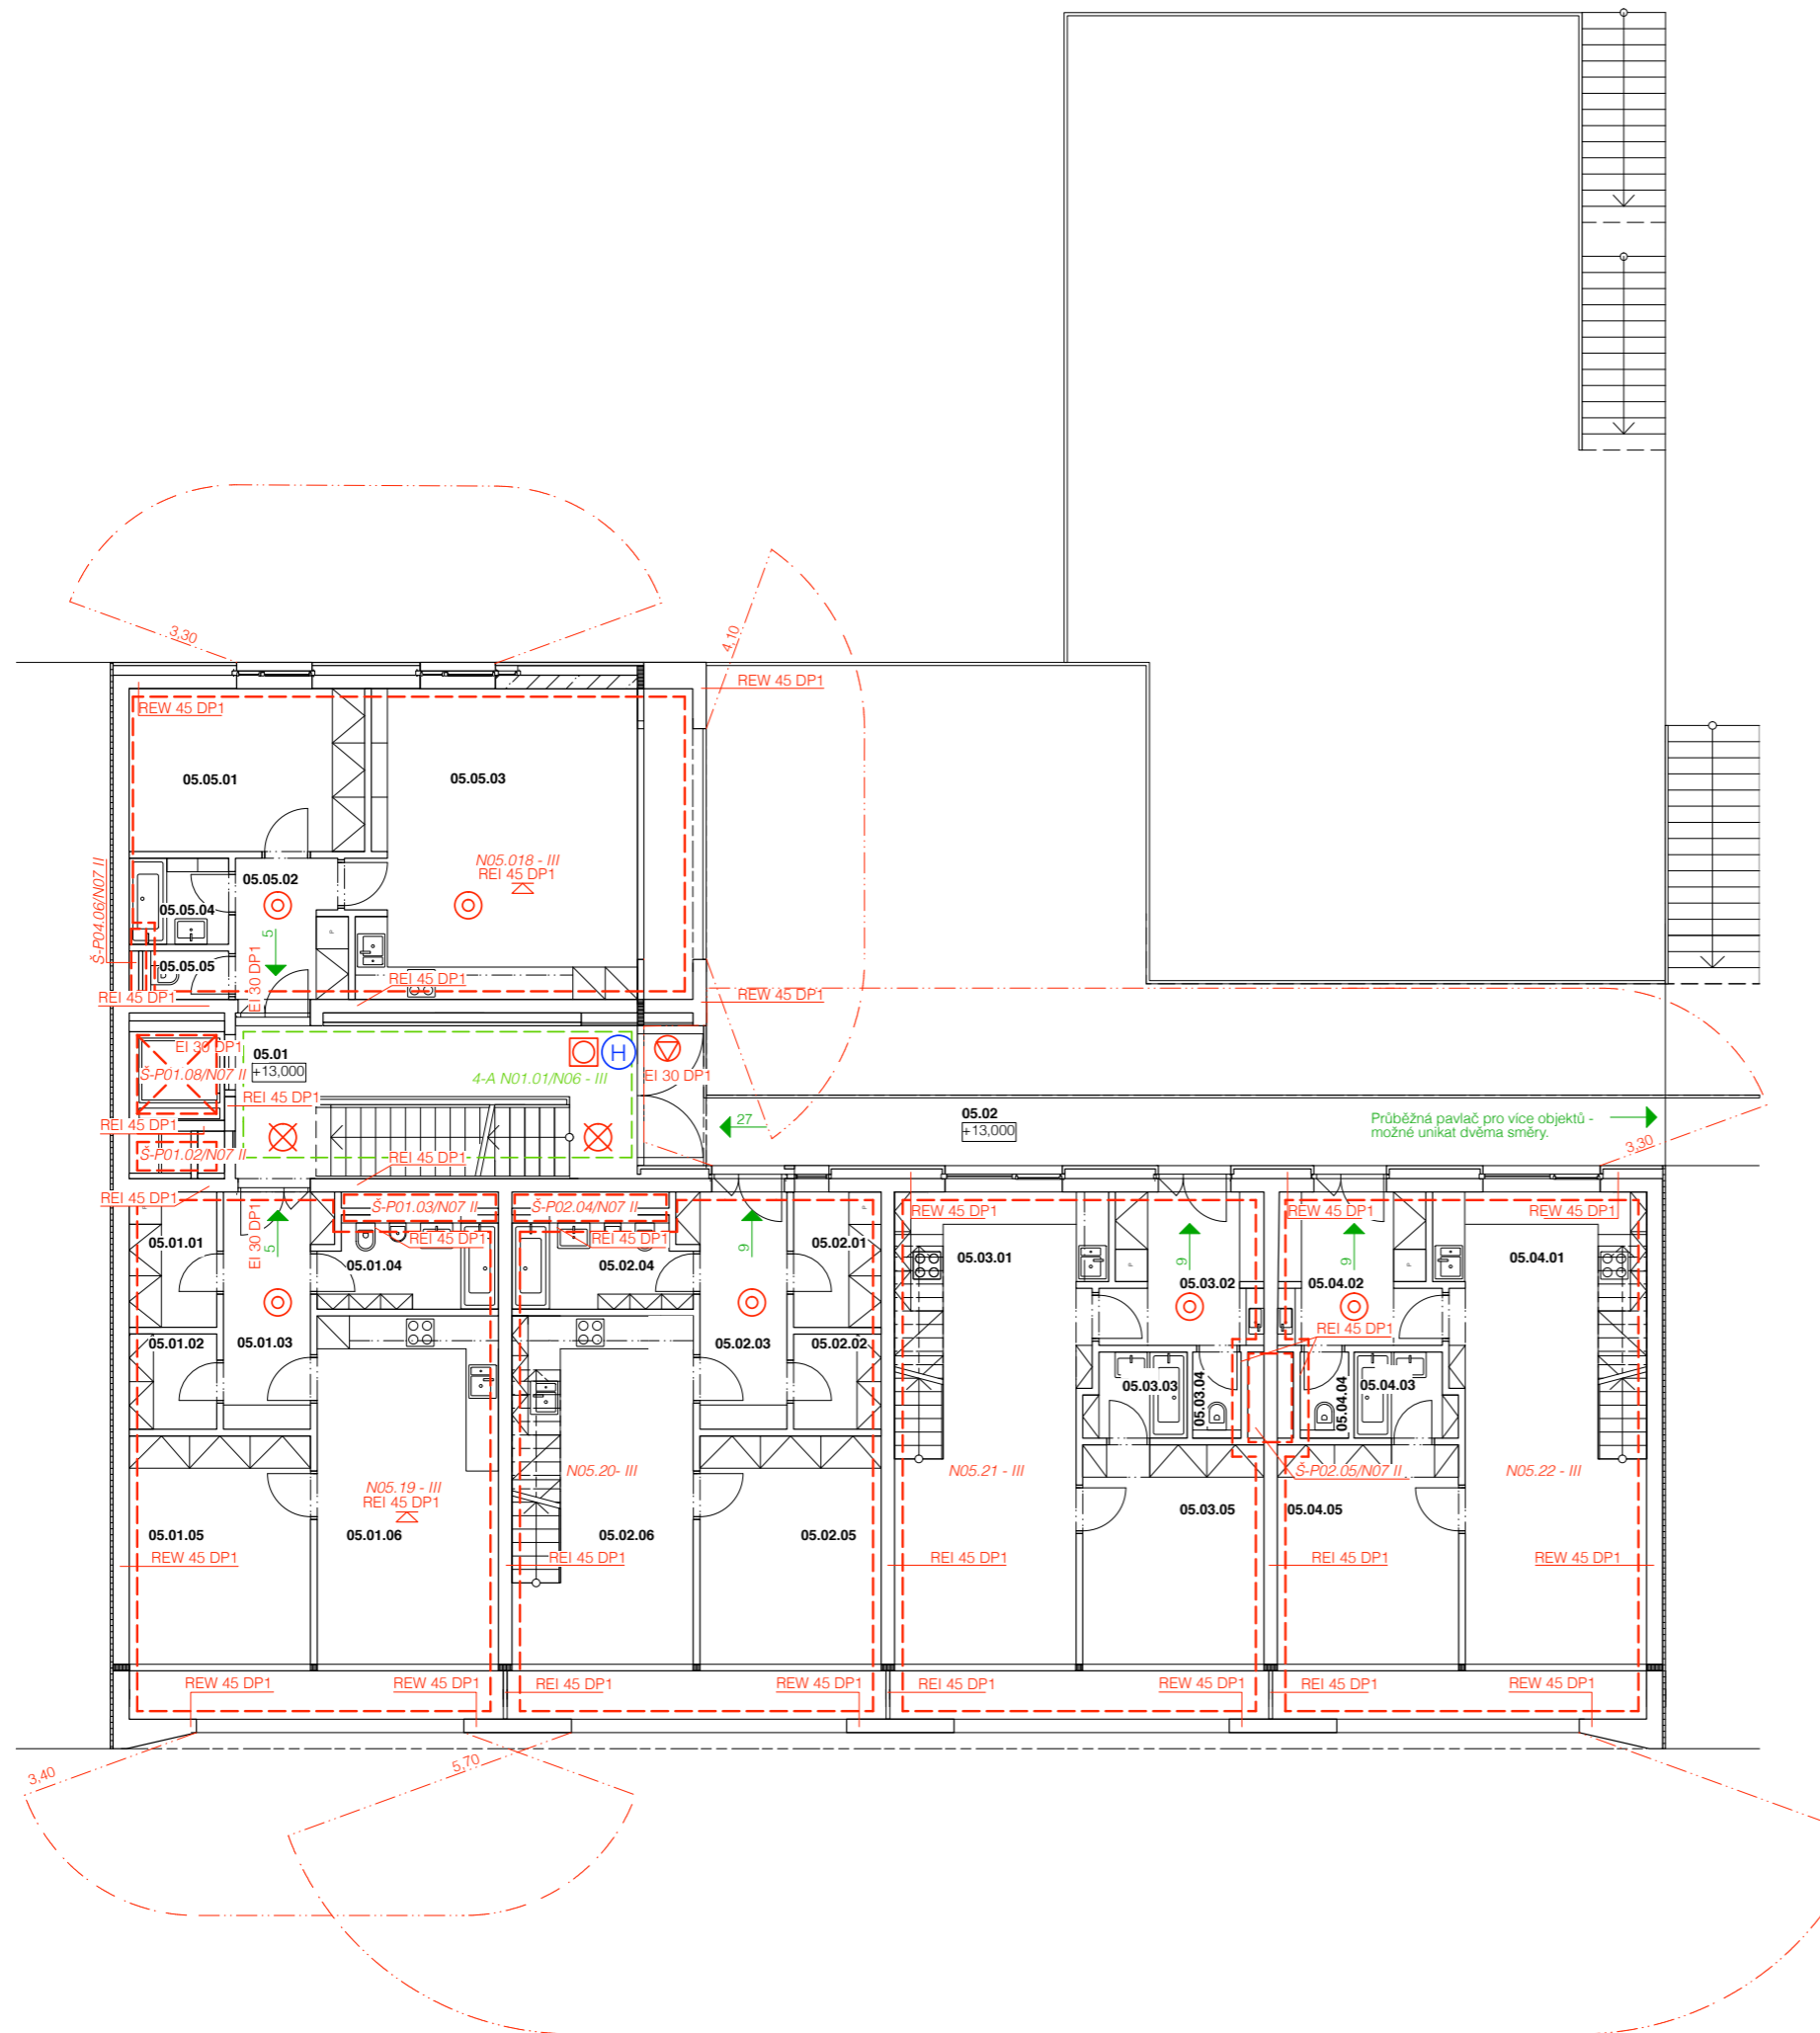 3,30
4,10
REW 45 DP1
REW 45 DP1
05.05.01
05.05.03
N05.018 - III
REI 45 DP1
Š-P04.06/N07 II
05.05.02
05.05.04
5
05.05.05
EI 30 DP1
REI 45 DP1
REI 45 DP1
REW 45 DP1
EI 30 DP1
05.01
+13,000
Š-P01.08/N07 II
4-A N01.01/N06 - III
H
EI 30 DP1
REI 45 DP1
REI 45 DP1
27
05.02
+13,000
Průběžná pavlač pro více objektů -
možné unikat dvěma směry.
3,30
Š-P01.02/N07 II
REI 45 DP1
REI 45 DP1
Š-P01.03/N07 II
Š-P02.04/N07 II
REW 45 DP1
REW 45 DP1
REW 45 DP1
EI 30 DP1
5
REI 45 DP1
REI 45 DP1
9
9
9
05.01.01
05.01.04
05.02.04
05.02.01
05.03.01
05.03.02
05.04.02
05.04.01
REI 45 DP1
05.01.02
05.01.03
05.02.03
05.02.02
05.03.03
05.03.04
05.04.04
05.04.03
N05.19 - III
REI 45 DP1
N05.20- III
N05.21 - III
Š-P02.05/N07 II
N05.22 - III
05.01.05
05.01.06
05.02.06
05.02.05
05.03.05
05.04.05
REW 45 DP1
REI 45 DP1
REI 45 DP1
REI 45 DP1
REW 45 DP1
REW 45 DP1
REW 45 DP1
REI 45 DP1
REW 45 DP1
REI 45 DP1
REW 45 DP1
REI 45 DP1
REW 45 DP1
3,40
5,70